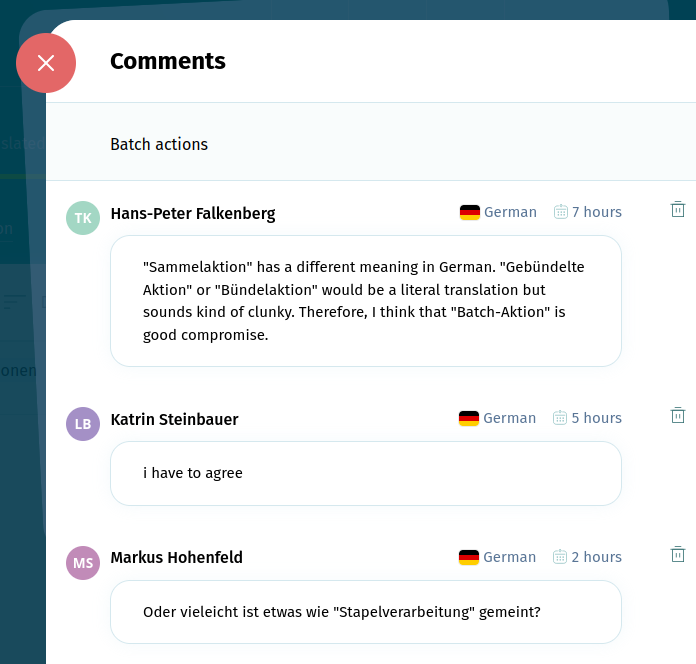 Comments
Batch actions
TK
Hans-Peter Falkenberg
German
7 hours
"Sammelaktion" has a different meaning in German. "Gebündelte
Aktion" or "Bündelaktion" would be a literal translation but
sounds kind of clunky. Therefore, I think that "Batch-Aktion" is
good compromise.
LB
Katrin Steinbauer
German
5 hours
i have to agree
MS
Markus Hohenfeld
German
2 hours
Oder vieleicht ist etwas wie "Stapelverarbeitung" gemeint?